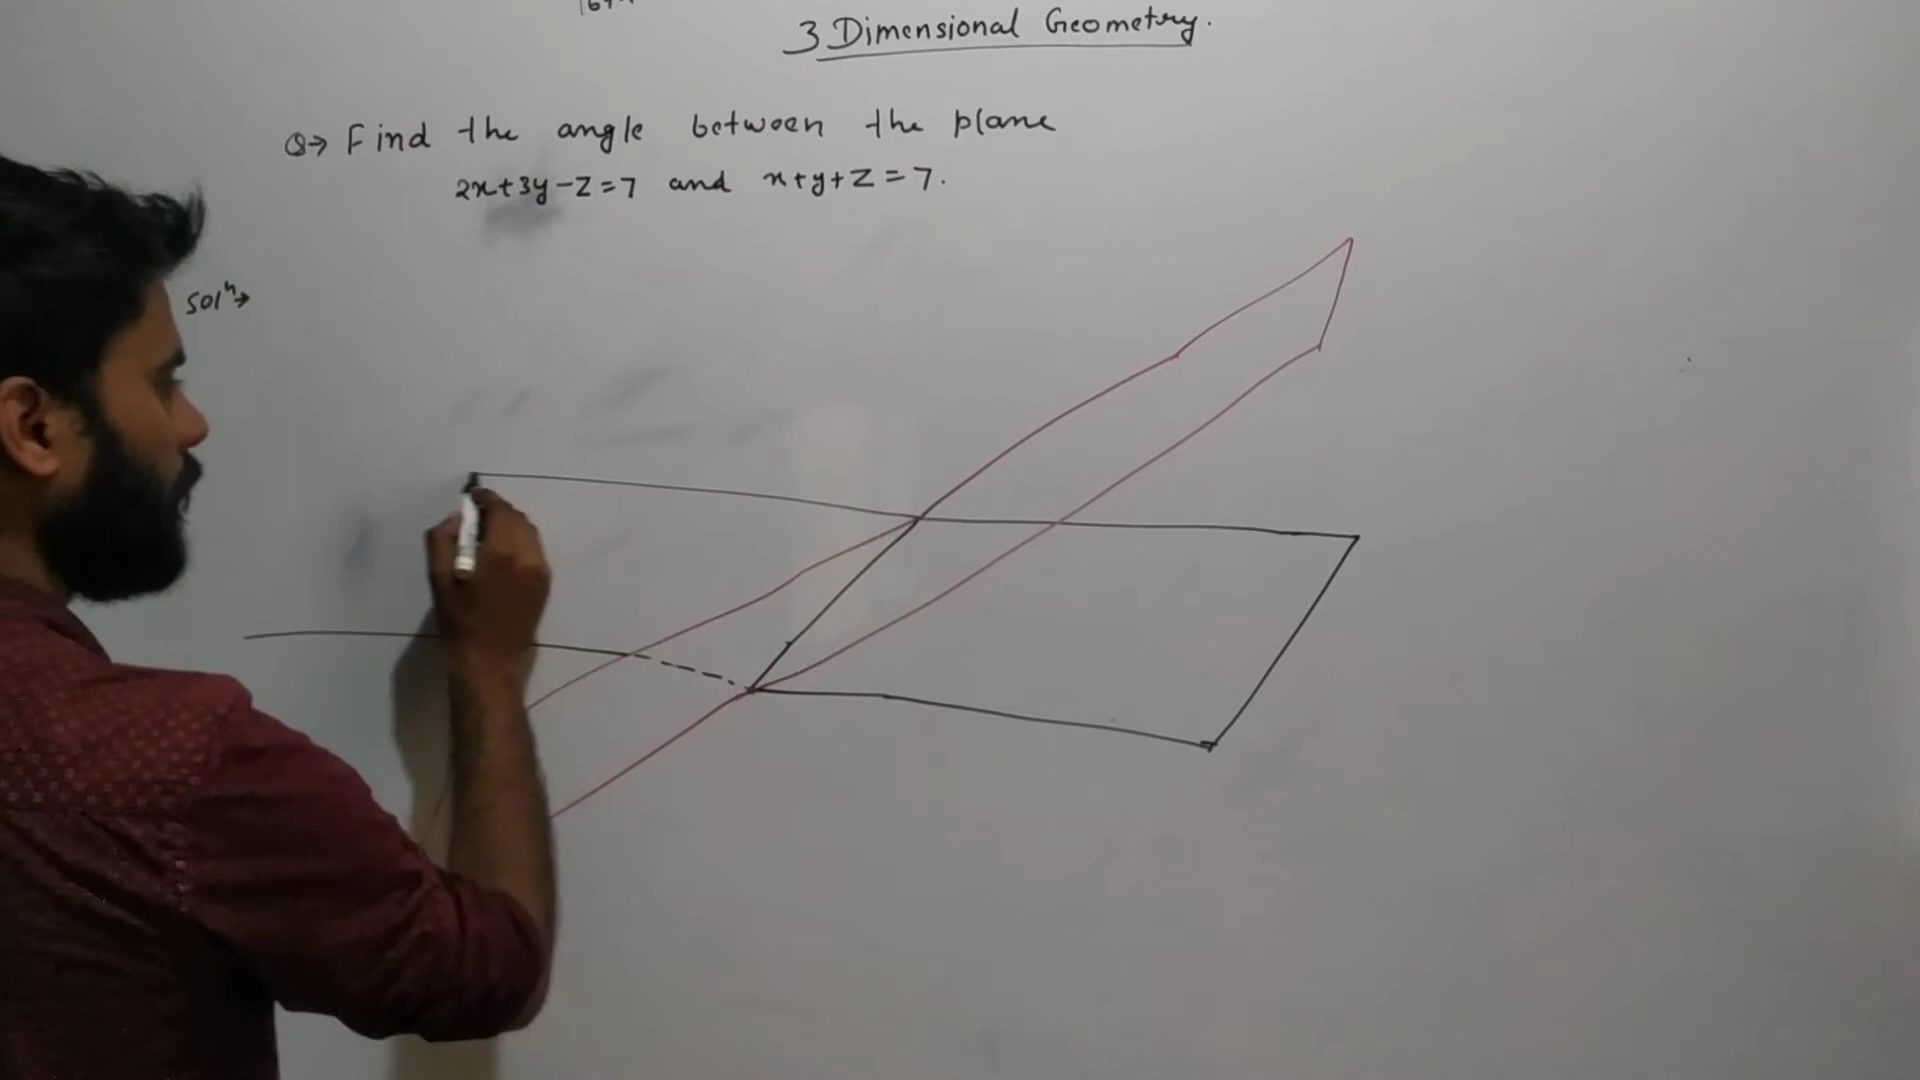 3 Dimensional Geometry.
Q→ Find the angle between the plane
2x+3y-z=7 and x+y+z=7.
Solⁿ→